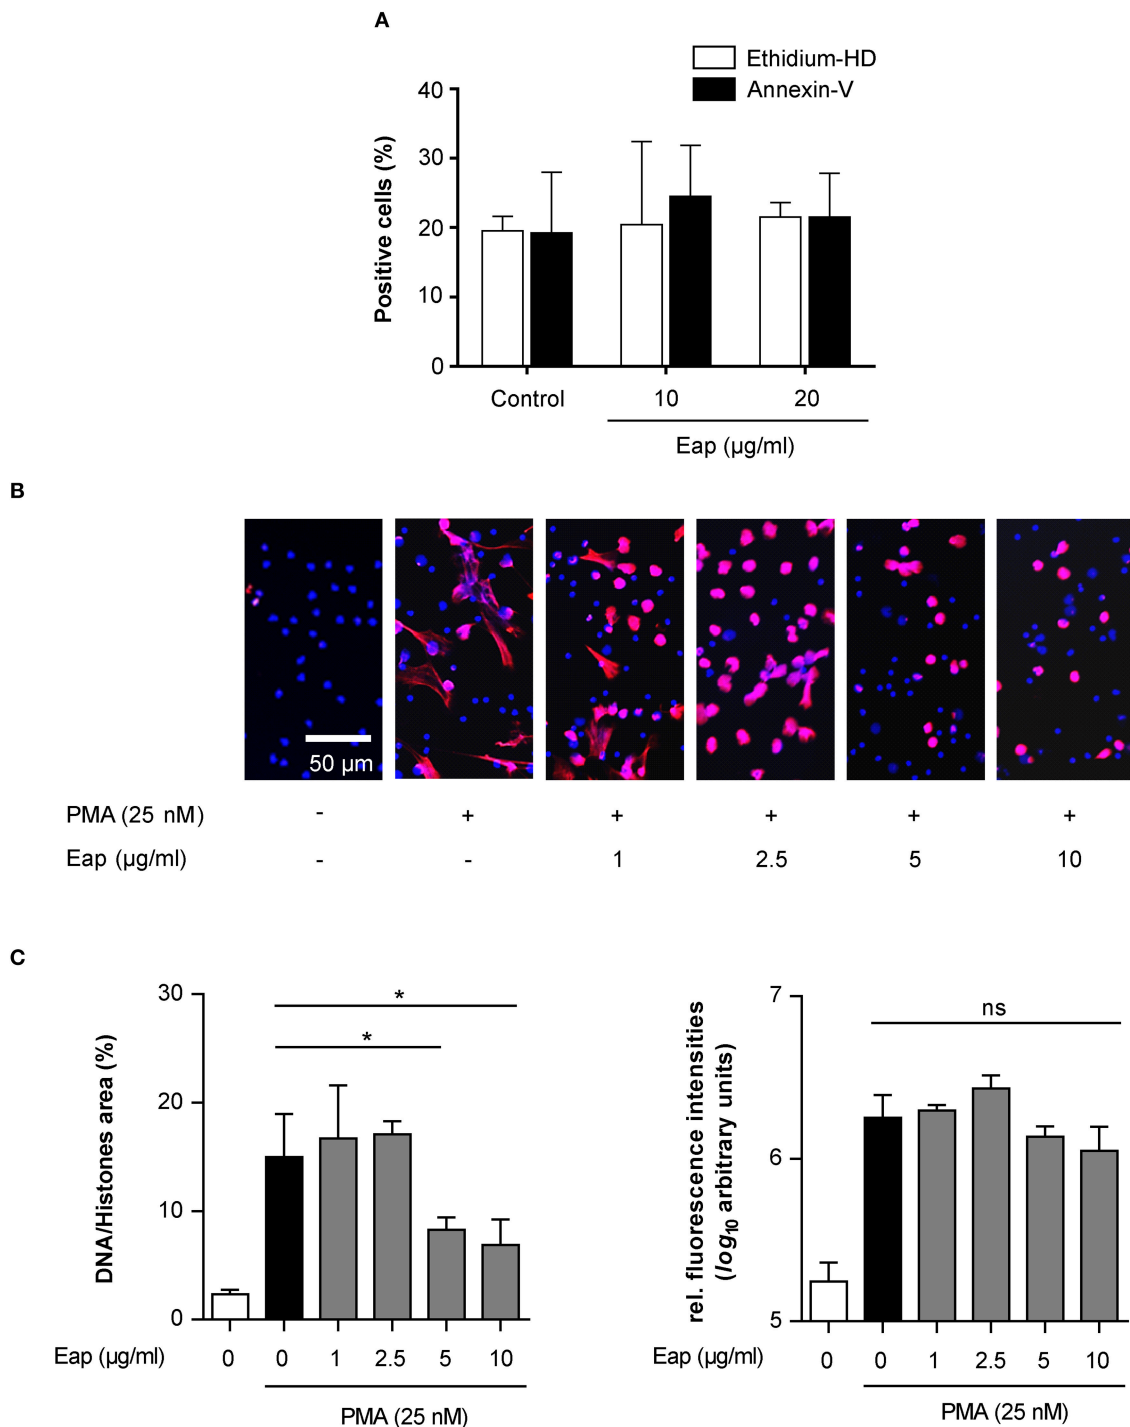 A
Ethidium-HD
Annexin-V
Positive cells (%)
40
30
20
10
0
Control 10 20
Eap (µg/ml)
B
50 µm
PMA (25 nM) - + + + + +
Eap (µg/ml) - - 1 2.5 5 10
C
DNA/Histones area (%)
30
20
10
0
*
*
Eap (µg/ml) 0 0 1 2.5 5 10
PMA (25 nM)
rel. fluorescence intensities
(log10 arbitrary units)
7
6
5
ns
Eap (µg/ml) 0 0 1 2.5 5 10
PMA (25 nM)